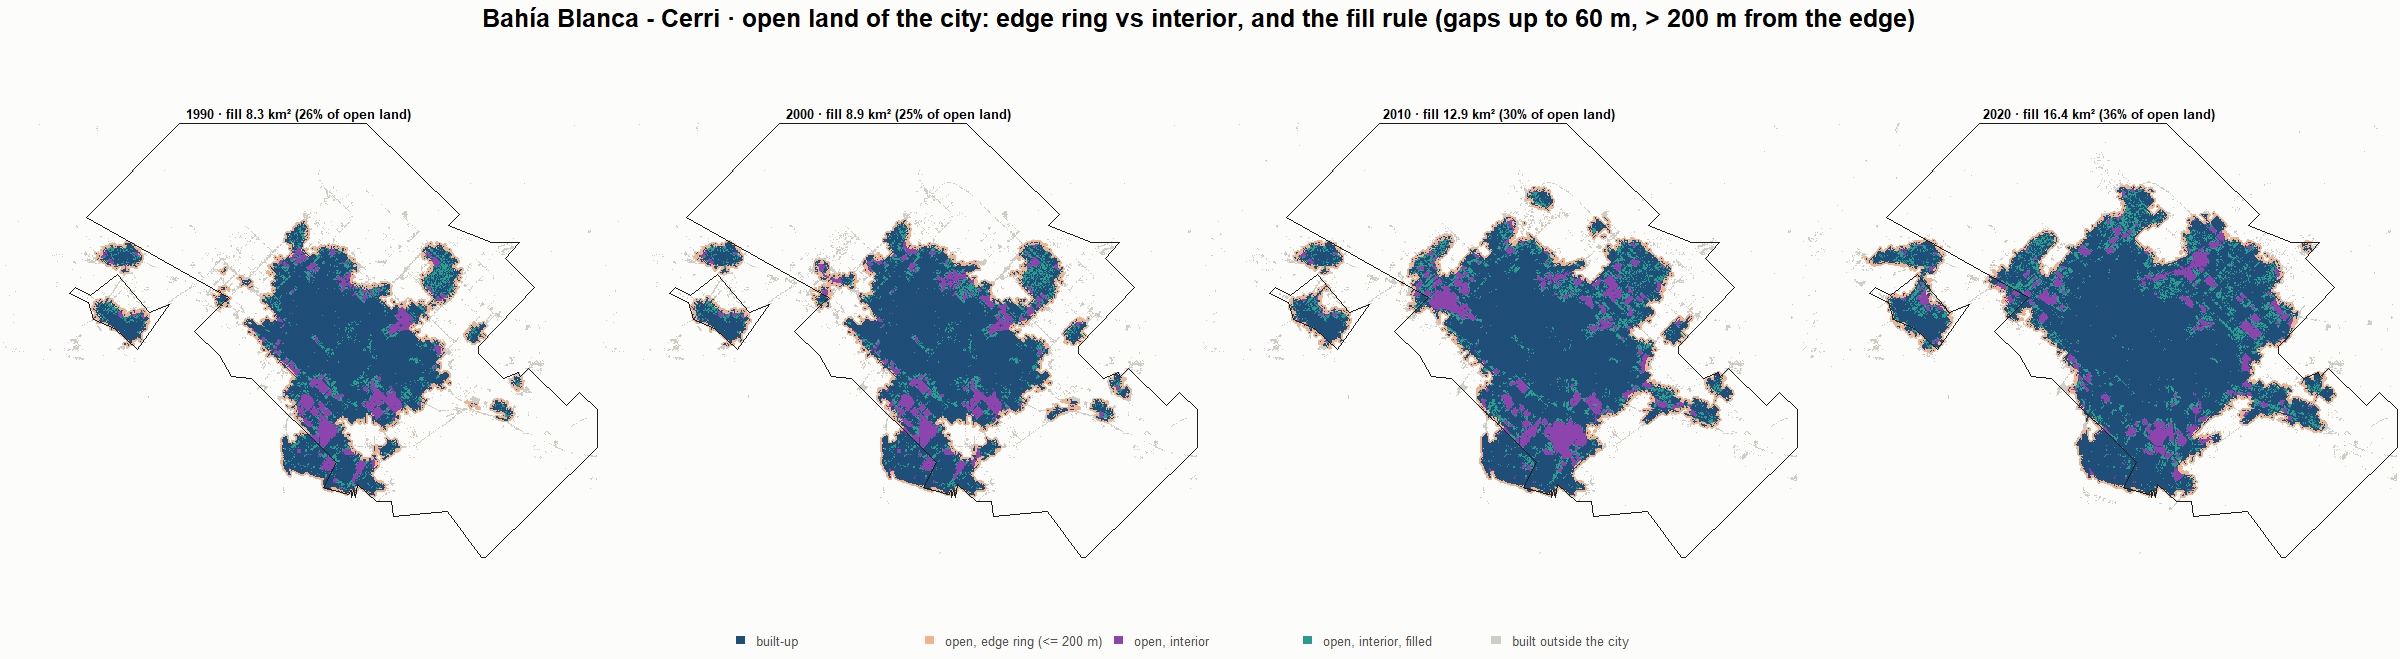 Bahía Blanca - Cerri · open land of the city: edge ring vs interior, and the fill rule (gaps up to 60 m, > 200 m from the edge)
1990 · fill 8.3 km² (26% of open land)
2000 · fill 8.9 km² (25% of open land)
2010 · fill 12.9 km² (30% of open land)
2020 · fill 16.4 km² (36% of open land)
built-up
open, edge ring (<= 200 m)
open, interior
open, interior, filled
built outside the city